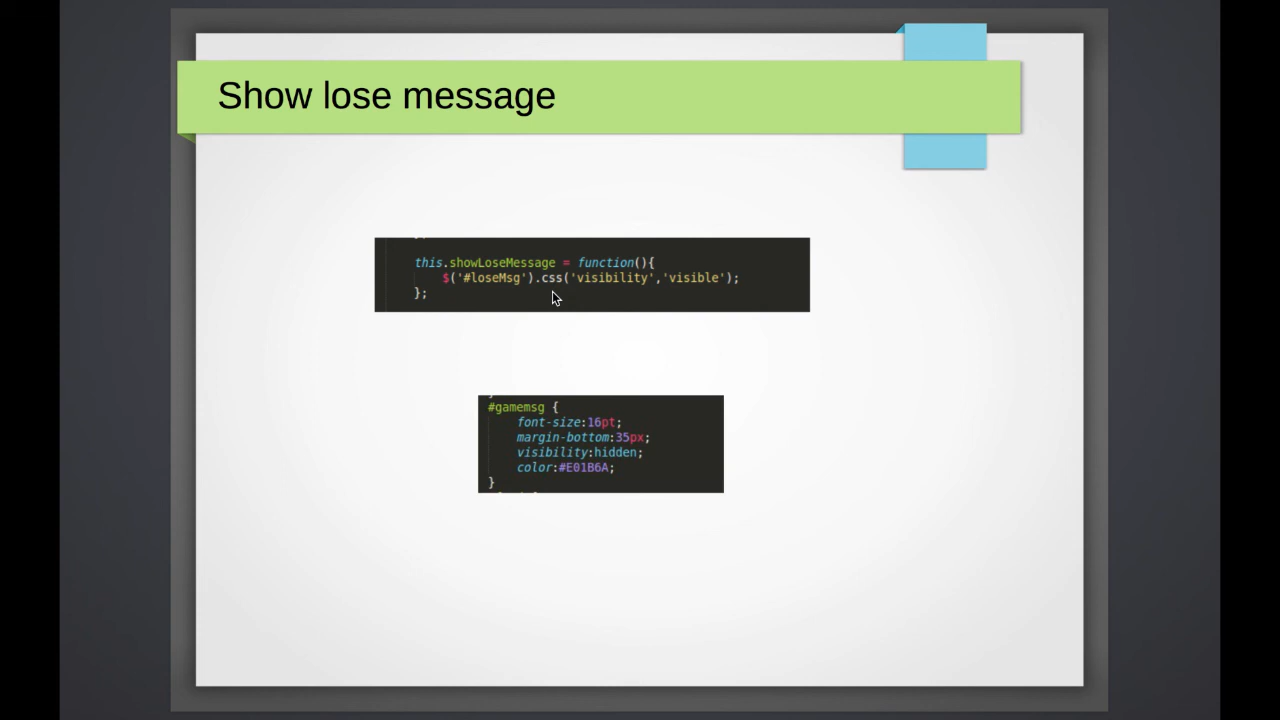 Show lose message
this.showLoseMessage = function(){
$('#loseMsg').css('visibility','visible');
};
#gamemsg {
font-size:16pt;
margin-bottom:35px;
visibility:hidden;
color:#E01B6A;
}